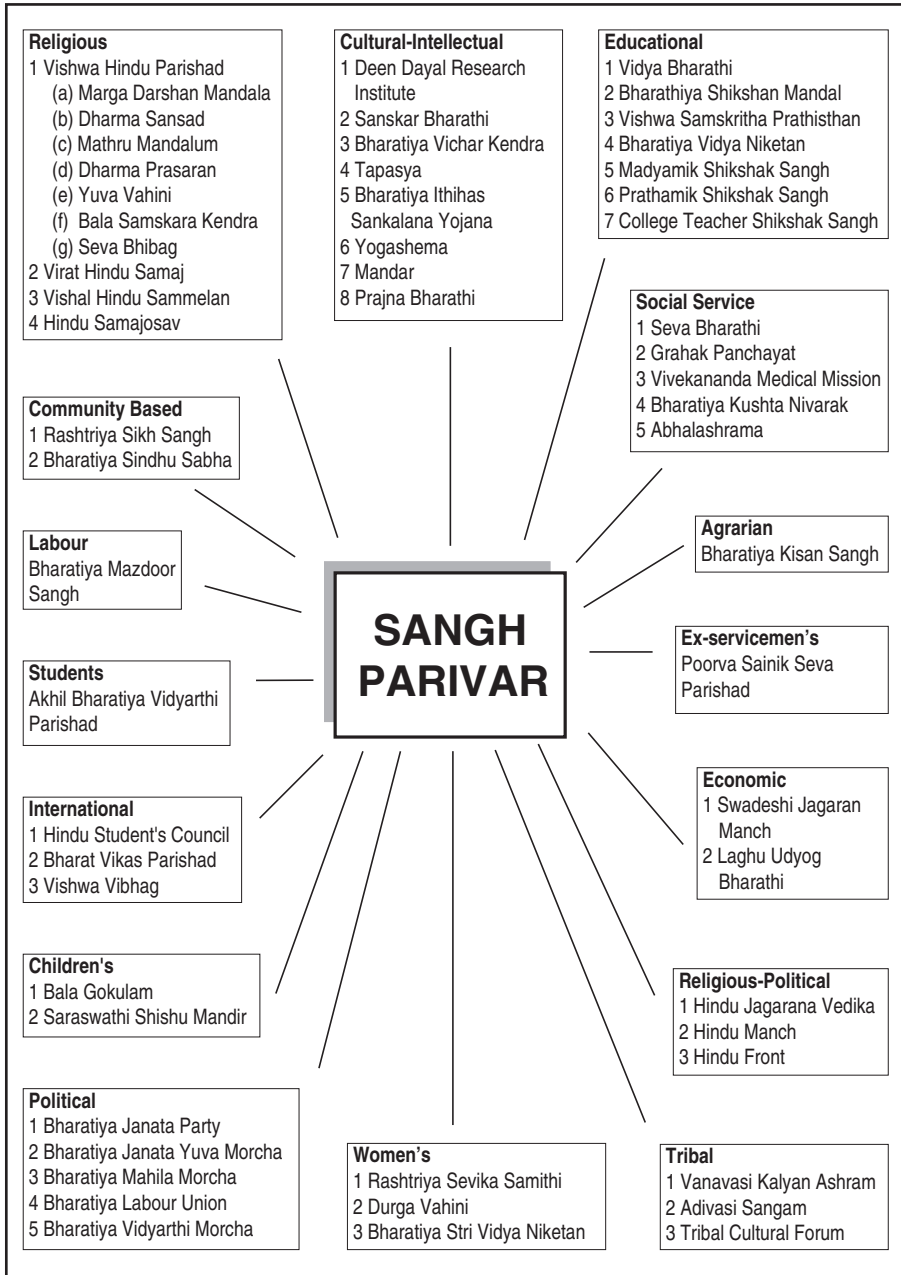 Religious
1 Vishwa Hindu Parishad
(a) Marga Darshan Mandala
(b) Dharma Sansad
(c) Mathru Mandalum
(d) Dharma Prasaran
(e) Yuva Vahini
(f) Bala Samskara Kendra
(g) Seva Bhibag
2 Virat Hindu Samaj
3 Vishal Hindu Sammelan
4 Hindu Samajosav
Cultural-Intellectual
1 Deen Dayal Research
Institute
2 Sanskar Bharathi
3 Bharatiya Vichar Kendra
4 Tapasya
5 Bharatiya Ithihas
Sankalana Yojana
6 Yogashema
7 Mandar
8 Prajna Bharathi
Educational
1 Vidya Bharathi
2 Bharathiya Shikshan Mandal
3 Vishwa Samskritha Prathisthan
4 Bharatiya Vidya Niketan
5 Madyamik Shikshak Sangh
6 Prathamik Shikshak Sangh
7 College Teacher Shikshak Sangh
Social Service
1 Seva Bharathi
2 Grahak Panchayat
3 Vivekananda Medical Mission
4 Bharatiya Kushta Nivarak
5 Abhalashrama
Community Based
1 Rashtriya Sikh Sangh
2 Bharatiya Sindhu Sabha
Labour
Bharatiya Mazdoor
Sangh
Agrarian
Bharatiya Kisan Sangh
SANGH
PARIVAR
Students
Akhil Bharatiya Vidyarthi
Parishad
Ex-servicemen's
Poorva Sainik Seva
Parishad
International
1 Hindu Student's Council
2 Bharat Vikas Parishad
3 Vishwa Vibhag
Economic
1 Swadeshi Jagaran
Manch
2 Laghu Udyog
Bharathi
Children's
1 Bala Gokulam
2 Saraswathi Shishu Mandir
Religious-Political
1 Hindu Jagarana Vedika
2 Hindu Manch
3 Hindu Front
Political
1 Bharatiya Janata Party
2 Bharatiya Janata Yuva Morcha
3 Bharatiya Mahila Morcha
4 Bharatiya Labour Union
5 Bharatiya Vidyarthi Morcha
Women's
1 Rashtriya Sevika Samithi
2 Durga Vahini
3 Bharatiya Stri Vidya Niketan
Tribal
1 Vanavasi Kalyan Ashram
2 Adivasi Sangam
3 Tribal Cultural Forum